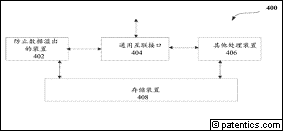 400
防止数据溢出
的装置
402
通用互联接口
404
其他处理装置
406
存储装置
408
© patentics.com